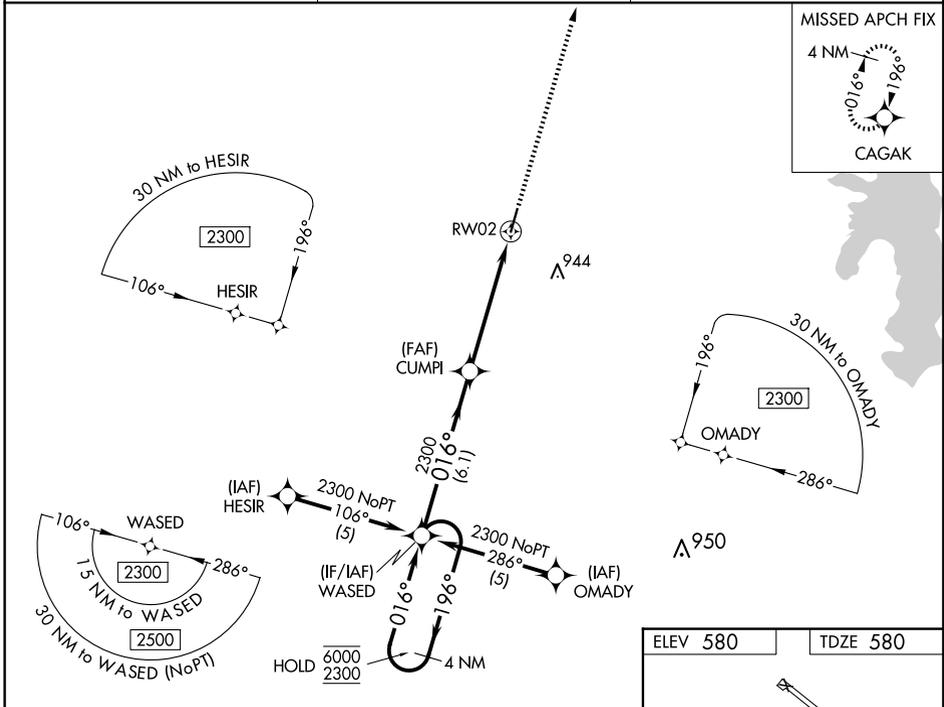 MISSED APCH FIX
4 NM
016°
196°
CAGAK
30 NM to HESIR
2300
196°
106°
HESIR
RW02
944
(FAF)
CUMPI
30 NM to OMADY
196°
2300
OMADY
286°
2300
016°
(6.1)
(IAF)
HESIR
2300 NoPT
106°
(5)
2300 NoPT
286°
(5)
(IAF)
OMADY
(IF/IAF)
WASED
950
106°
WASED
286°
2300
15 NM to WASED
2500
30 NM to WASED (NoPT)
016°
196°
HOLD
6000
2300
4 NM
ELEV 580
TDZE 580